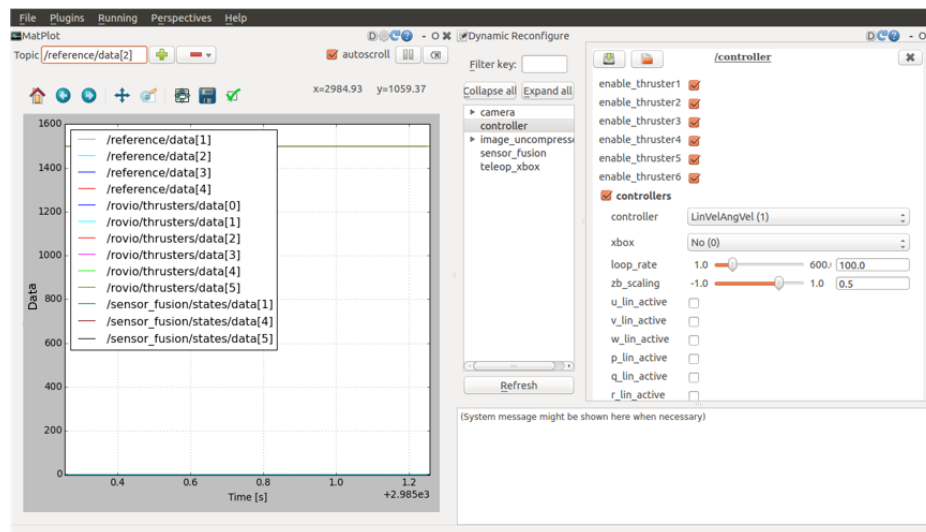 File Plugins Running Perspectives Help
MatPlot
D - O
Topic /reference/data[2]
autoscroll
x=2984.93 y=1059.37
1600
1400
1200
1000
800
600
400
200
0
Data
/reference/data[1]
/reference/data[2]
/reference/data[3]
/reference/data[4]
/rovio/thrusters/data[0]
/rovio/thrusters/data[1]
/rovio/thrusters/data[2]
/rovio/thrusters/data[3]
/rovio/thrusters/data[4]
/rovio/thrusters/data[5]
/sensor_fusion/states/data[1]
/sensor_fusion/states/data[4]
/sensor_fusion/states/data[5]
0.4 0.6 0.8 1.0 1.2
+2.985e3
Time [s]
Dynamic Reconfigure
D - O
Filter key:
Collapse all Expand all
camera
controller
image_uncompresse
sensor_fusion
teleop_xbox
Refresh
/controller
enable_thruster1
enable_thruster2
enable_thruster3
enable_thruster4
enable_thruster5
enable_thruster6
controllers
controller LinVelAngVel (1)
xbox No (0)
loop_rate 1.0 600. 100.0
zb_scaling -1.0 1.0 0.5
u_lin_active
v_lin_active
w_lin_active
p_lin_active
q_lin_active
r_lin_active
(System message might be shown here when necessary)